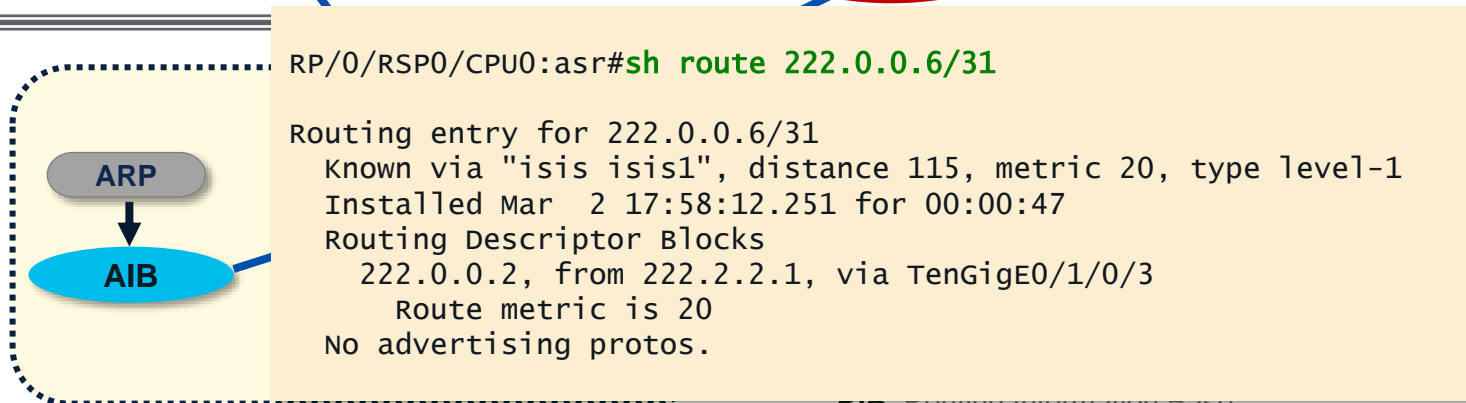 RP/0/RSP0/CPU0:asr#sh route 222.0.0.6/31
Routing entry for 222.0.0.6/31
Known via "isis isis1", distance 115, metric 20, type level-1
Installed Mar  2 17:58:12.251 for 00:00:47
Routing Descriptor Blocks
222.0.0.2, from 222.2.2.1, via TenGigE0/1/0/3
Route metric is 20
No advertising protos.
ARP
AIB